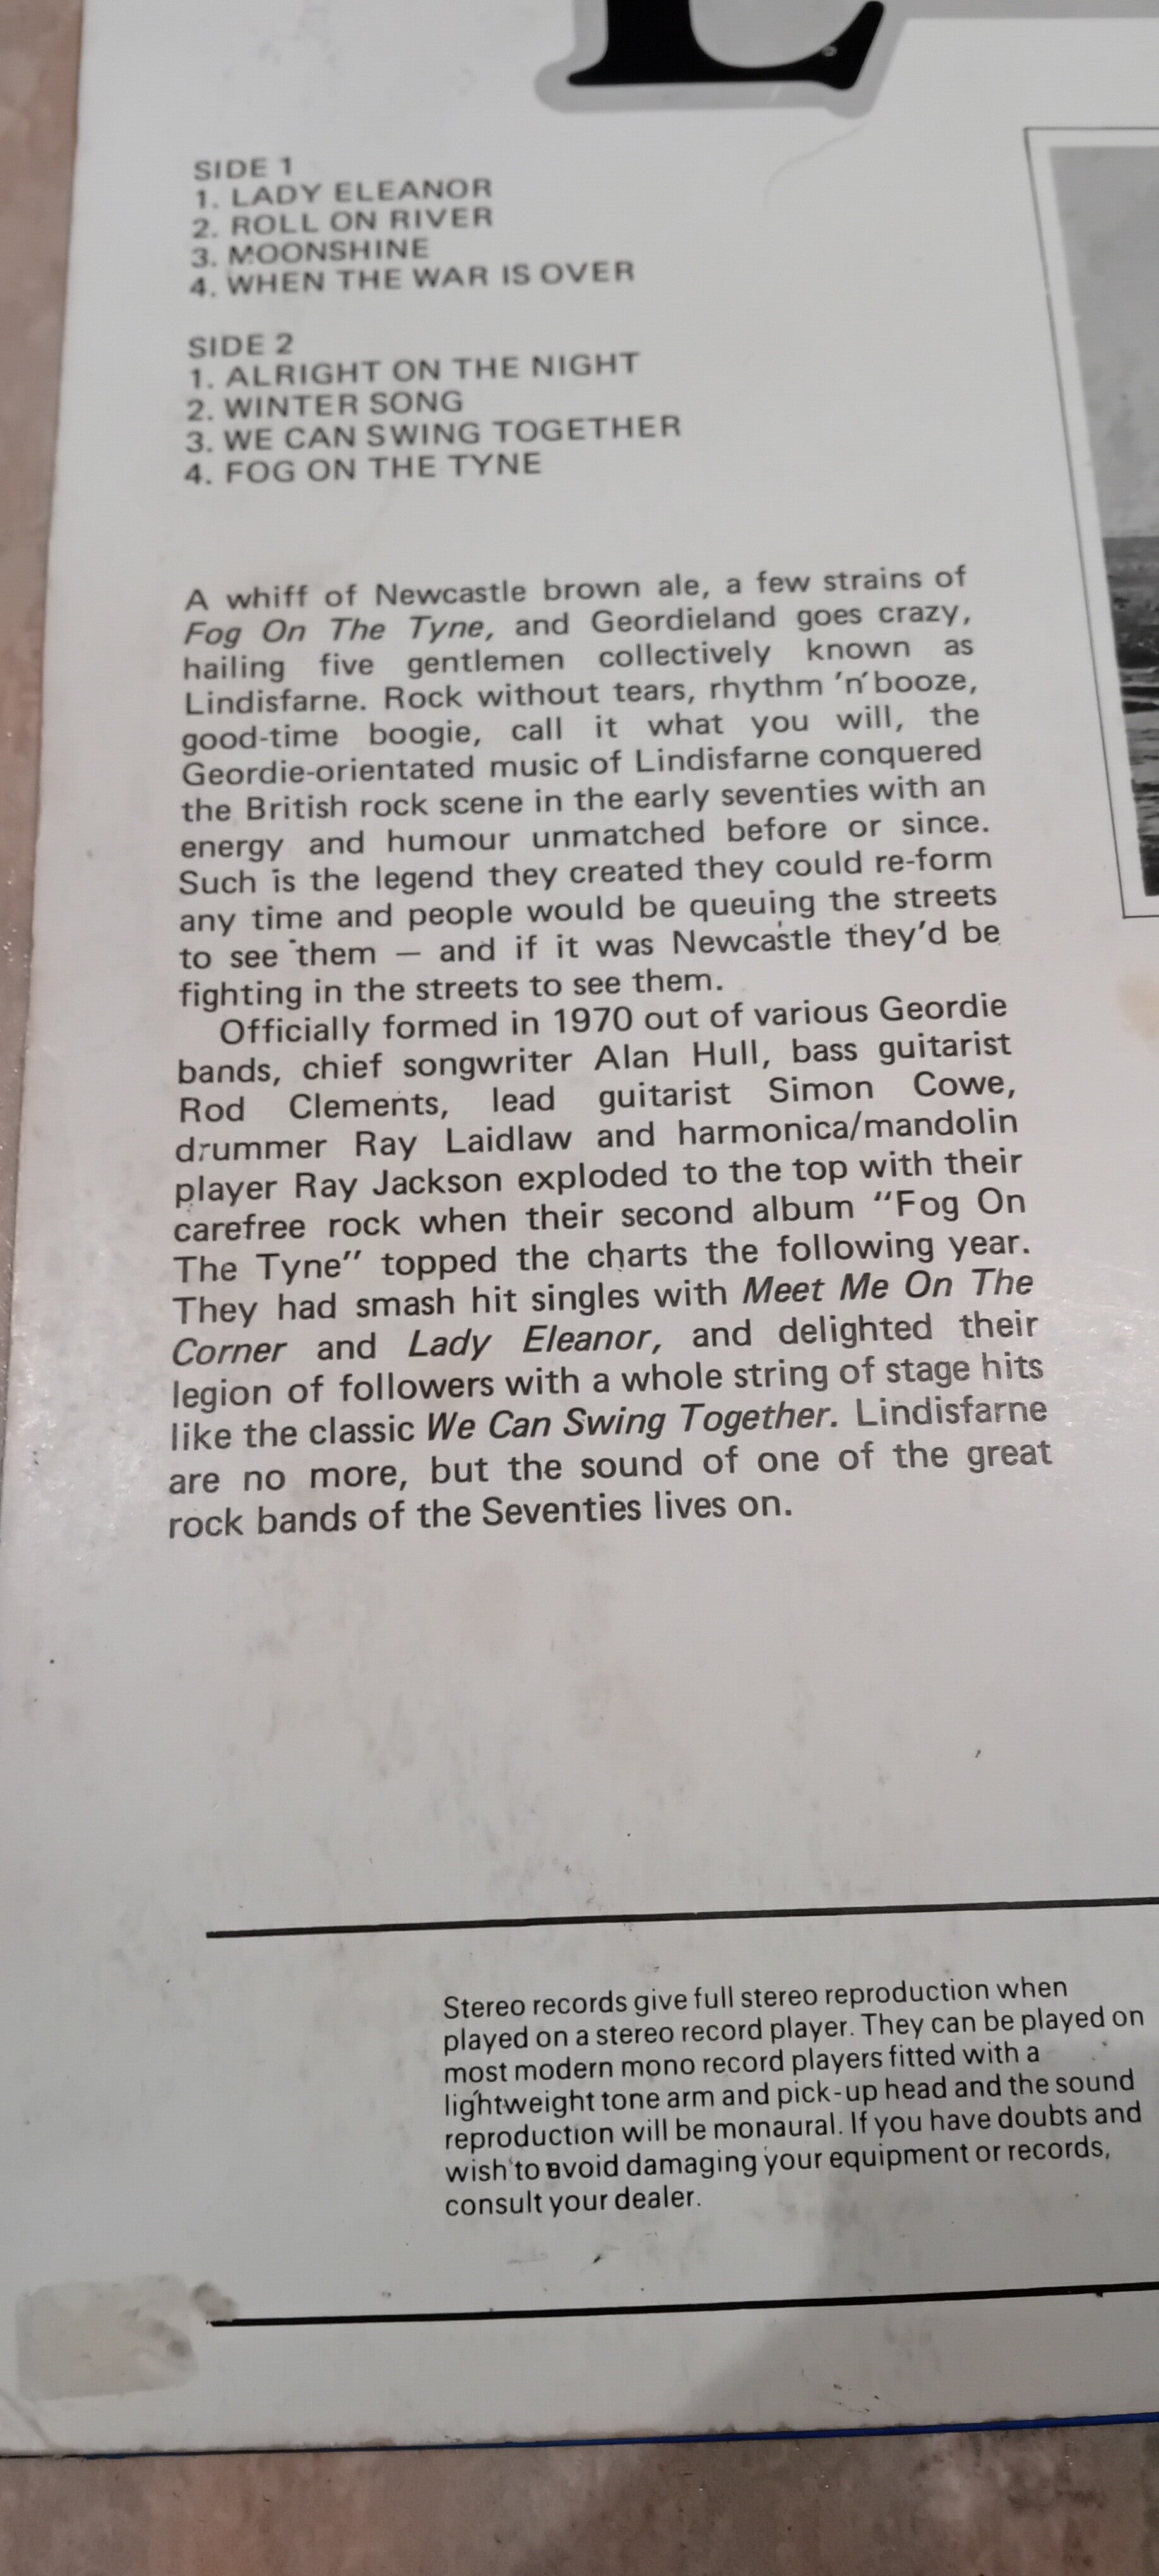 E
SIDE 1
1. LADY ELEANOR
2. ROLL ON RIVER
3. MOONSHINE
4. WHEN THE WAR IS OVER
SIDE 2
1. ALRIGHT ON THE NIGHT
2. WINTER SONG
3. WE CAN SWING TOGETHER
4. FOG ON THE TYNE
A whiff of Newcastle brown ale, a few strains of
Fog On The Tyne, and Geordieland goes crazy,
hailing five gentlemen collectively known as
Lindisfarne. Rock without tears, rhythm 'n' booze,
good-time boogie, call it what you will, the
Geordie-orientated music of Lindisfarne conquered
the British rock scene in the early seventies with an
energy and humour unmatched before or since.
Such is the legend they created they could re-form
any time and people would be queuing the streets
to see them — and if it was Newcastle they'd be
fighting in the streets to see them.
Officially formed in 1970 out of various Geordie
bands, chief songwriter Alan Hull, bass guitarist
Rod Clements, lead guitarist Simon Cowe,
drummer Ray Laidlaw and harmonica/mandolin
player Ray Jackson exploded to the top with their
carefree rock when their second album "Fog On
The Tyne" topped the charts the following year.
They had smash hit singles with Meet Me On The
Corner and Lady Eleanor, and delighted their
legion of followers with a whole string of stage hits
like the classic We Can Swing Together. Lindisfarne
are no more, but the sound of one of the great
rock bands of the Seventies lives on.
Stereo records give full stereo reproduction when
played on a stereo record player. They can be played on
most modern mono record players fitted with a
lightweight tone arm and pick-up head and the sound
reproduction will be monaural. If you have doubts and
wish to avoid damaging your equipment or records,
consult your dealer.